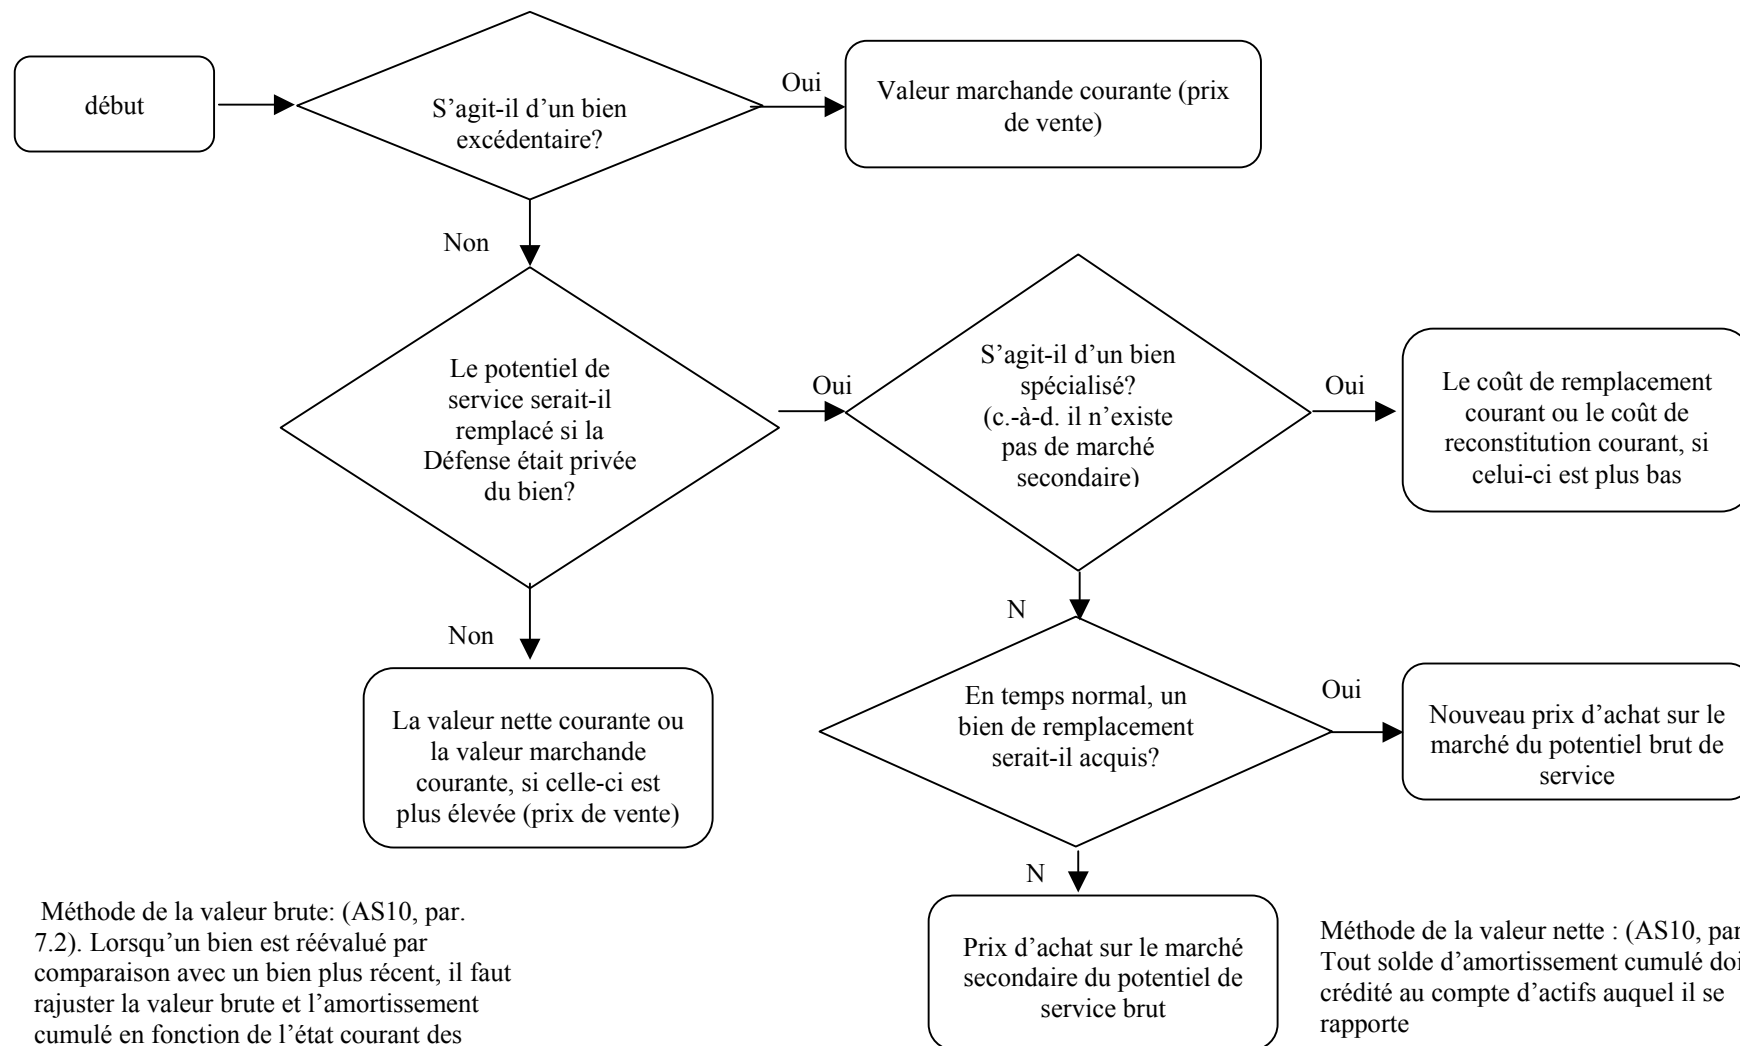 début
S’agit-il d’un bien
excédentaire?
Oui
Valeur marchande courante (prix
de vente)
Non
Le potentiel de
service serait-il
remplacé si la
Défense était privée
du bien?
Oui
S’agit-il d’un bien
spécialisé?
(c.-à-d. il n’existe
pas de marché
secondaire)
Oui
Le coût de remplacement
courant ou le coût de
reconstitution courant, si
celui-ci est plus bas
Non
La valeur nette courante ou
la valeur marchande
courante, si celle-ci est
plus élevée (prix de vente)
N
En temps normal, un
bien de remplacement
serait-il acquis?
Oui
Nouveau prix d’achat sur le
marché du potentiel brut de
service
N
Prix d’achat sur le marché
secondaire du potentiel de
service brut
Méthode de la valeur brute: (AS10, par.
7.2). Lorsqu’un bien est réévalué par
comparaison avec un bien plus récent, il faut
rajuster la valeur brute et l’amortissement
cumulé en fonction de l’état courant des
Méthode de la valeur nette : (AS10, par
Tout solde d’amortissement cumulé doi
crédité au compte d’actifs auquel il se
rapporte